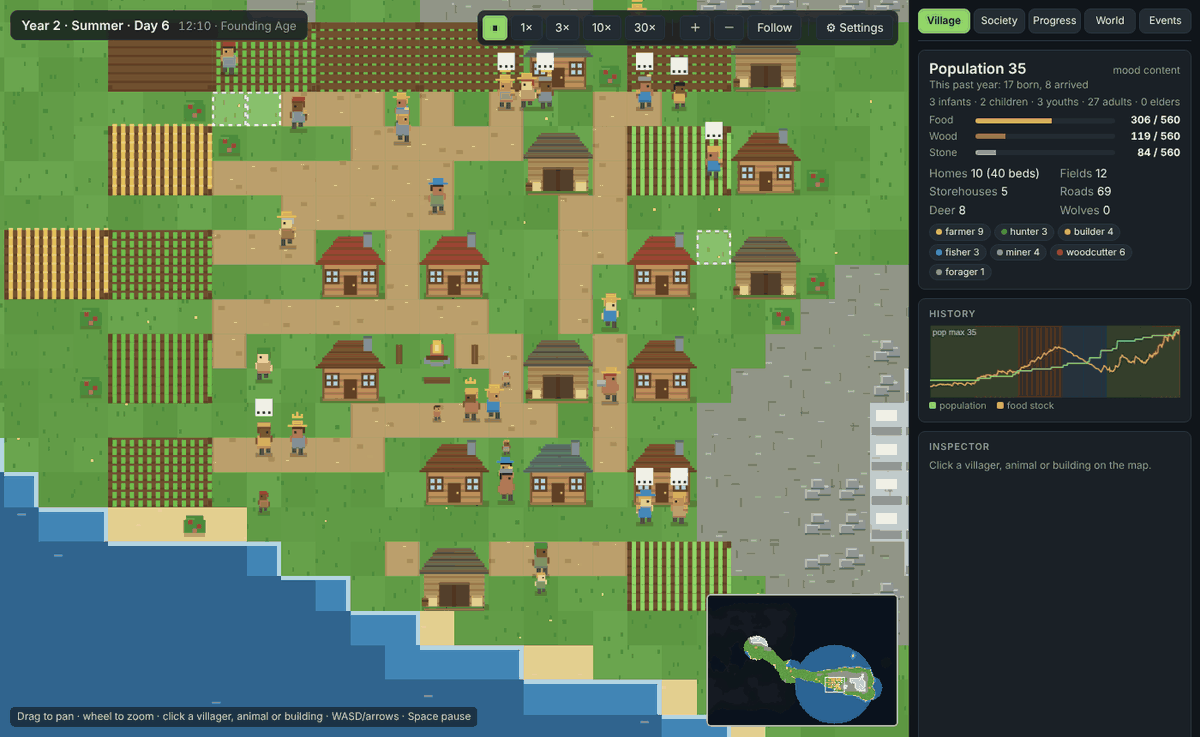 Year 2 · Summer · Day 6 12:10 · Founding Age
1× 3× 10× 30× + − Follow ⚙ Settings
Village Society Progress World Events
Population 35 mood content
This past year: 17 born, 8 arrived
3 infants · 2 children · 3 youths · 27 adults · 0 elders
Food 306 / 560
Wood 119 / 560
Stone 84 / 560
Homes 10 (40 beds) Fields 12
Storehouses 5 Roads 69
Deer 8 Wolves 0
farmer 9 hunter 3 builder 4
fisher 3 miner 4 woodcutter 6
forager 1
HISTORY
pop max 35
population food stock
INSPECTOR
Click a villager, animal or building on the map.
Drag to pan · wheel to zoom · click a villager, animal or building · WASD/arrows · Space pause